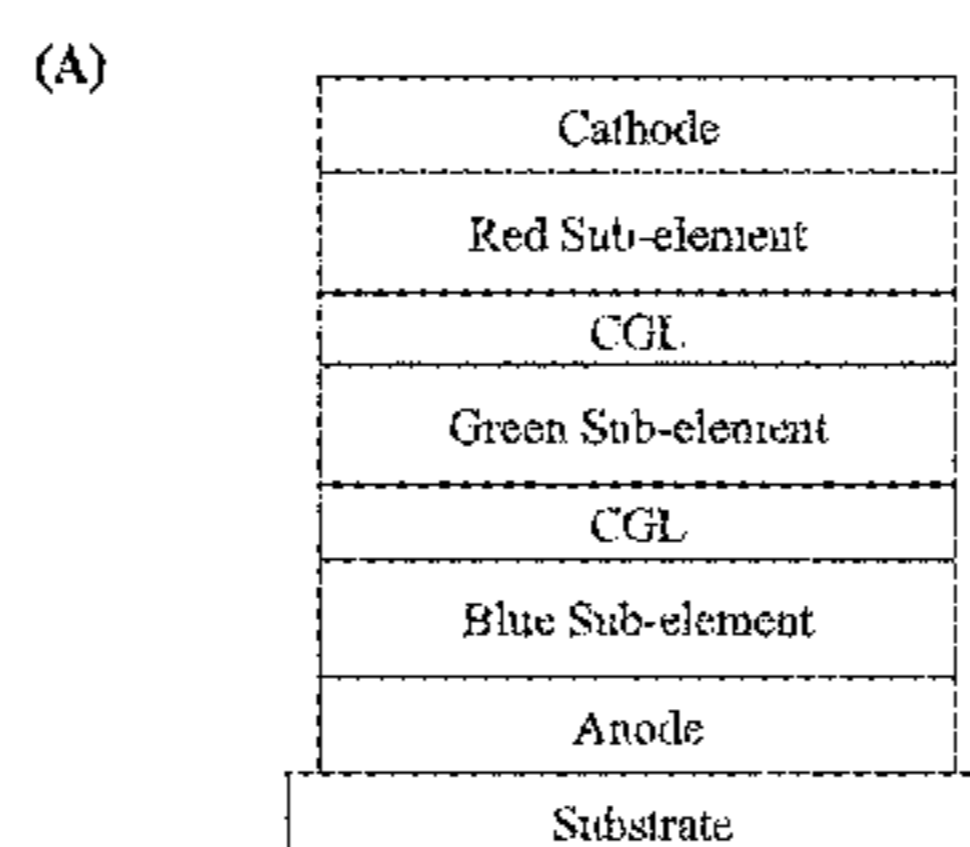 (A)
Cathode
Red Sub-element
CGL
Green Sub-element
CGL
Blue Sub-element
Anode
Substrate